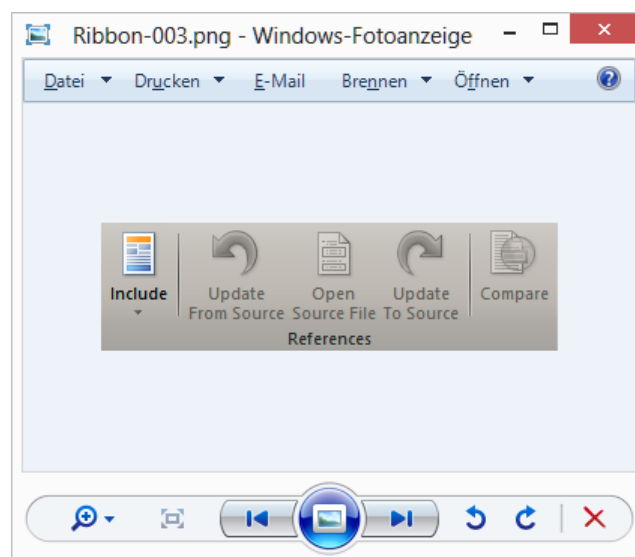 Ribbon-003.png - Windows-Fotoanzeige
Datei Drucken E-Mail Brennen Öffnen
Include Update From Source Open Source File Update To Source Compare
References